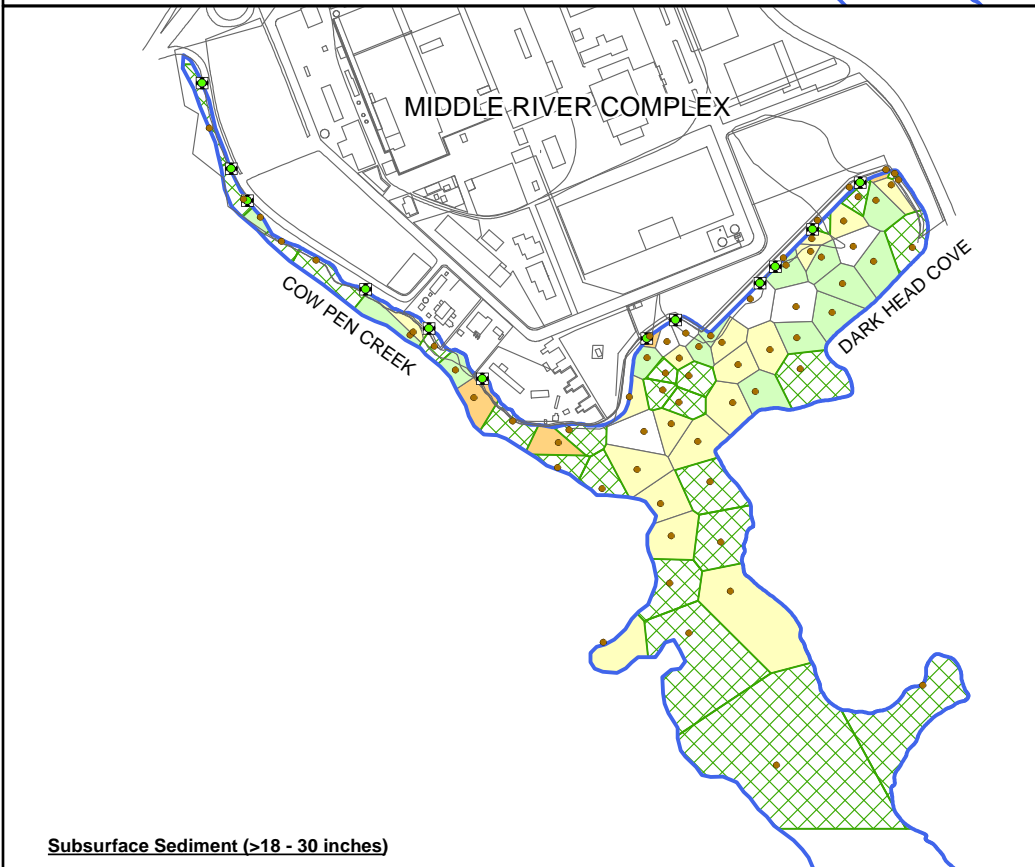 MIDDLE RIVER COMPLEX
COW PEN CREEK
DARK HEAD COVE
Subsurface Sediment (>18 - 30 inches)